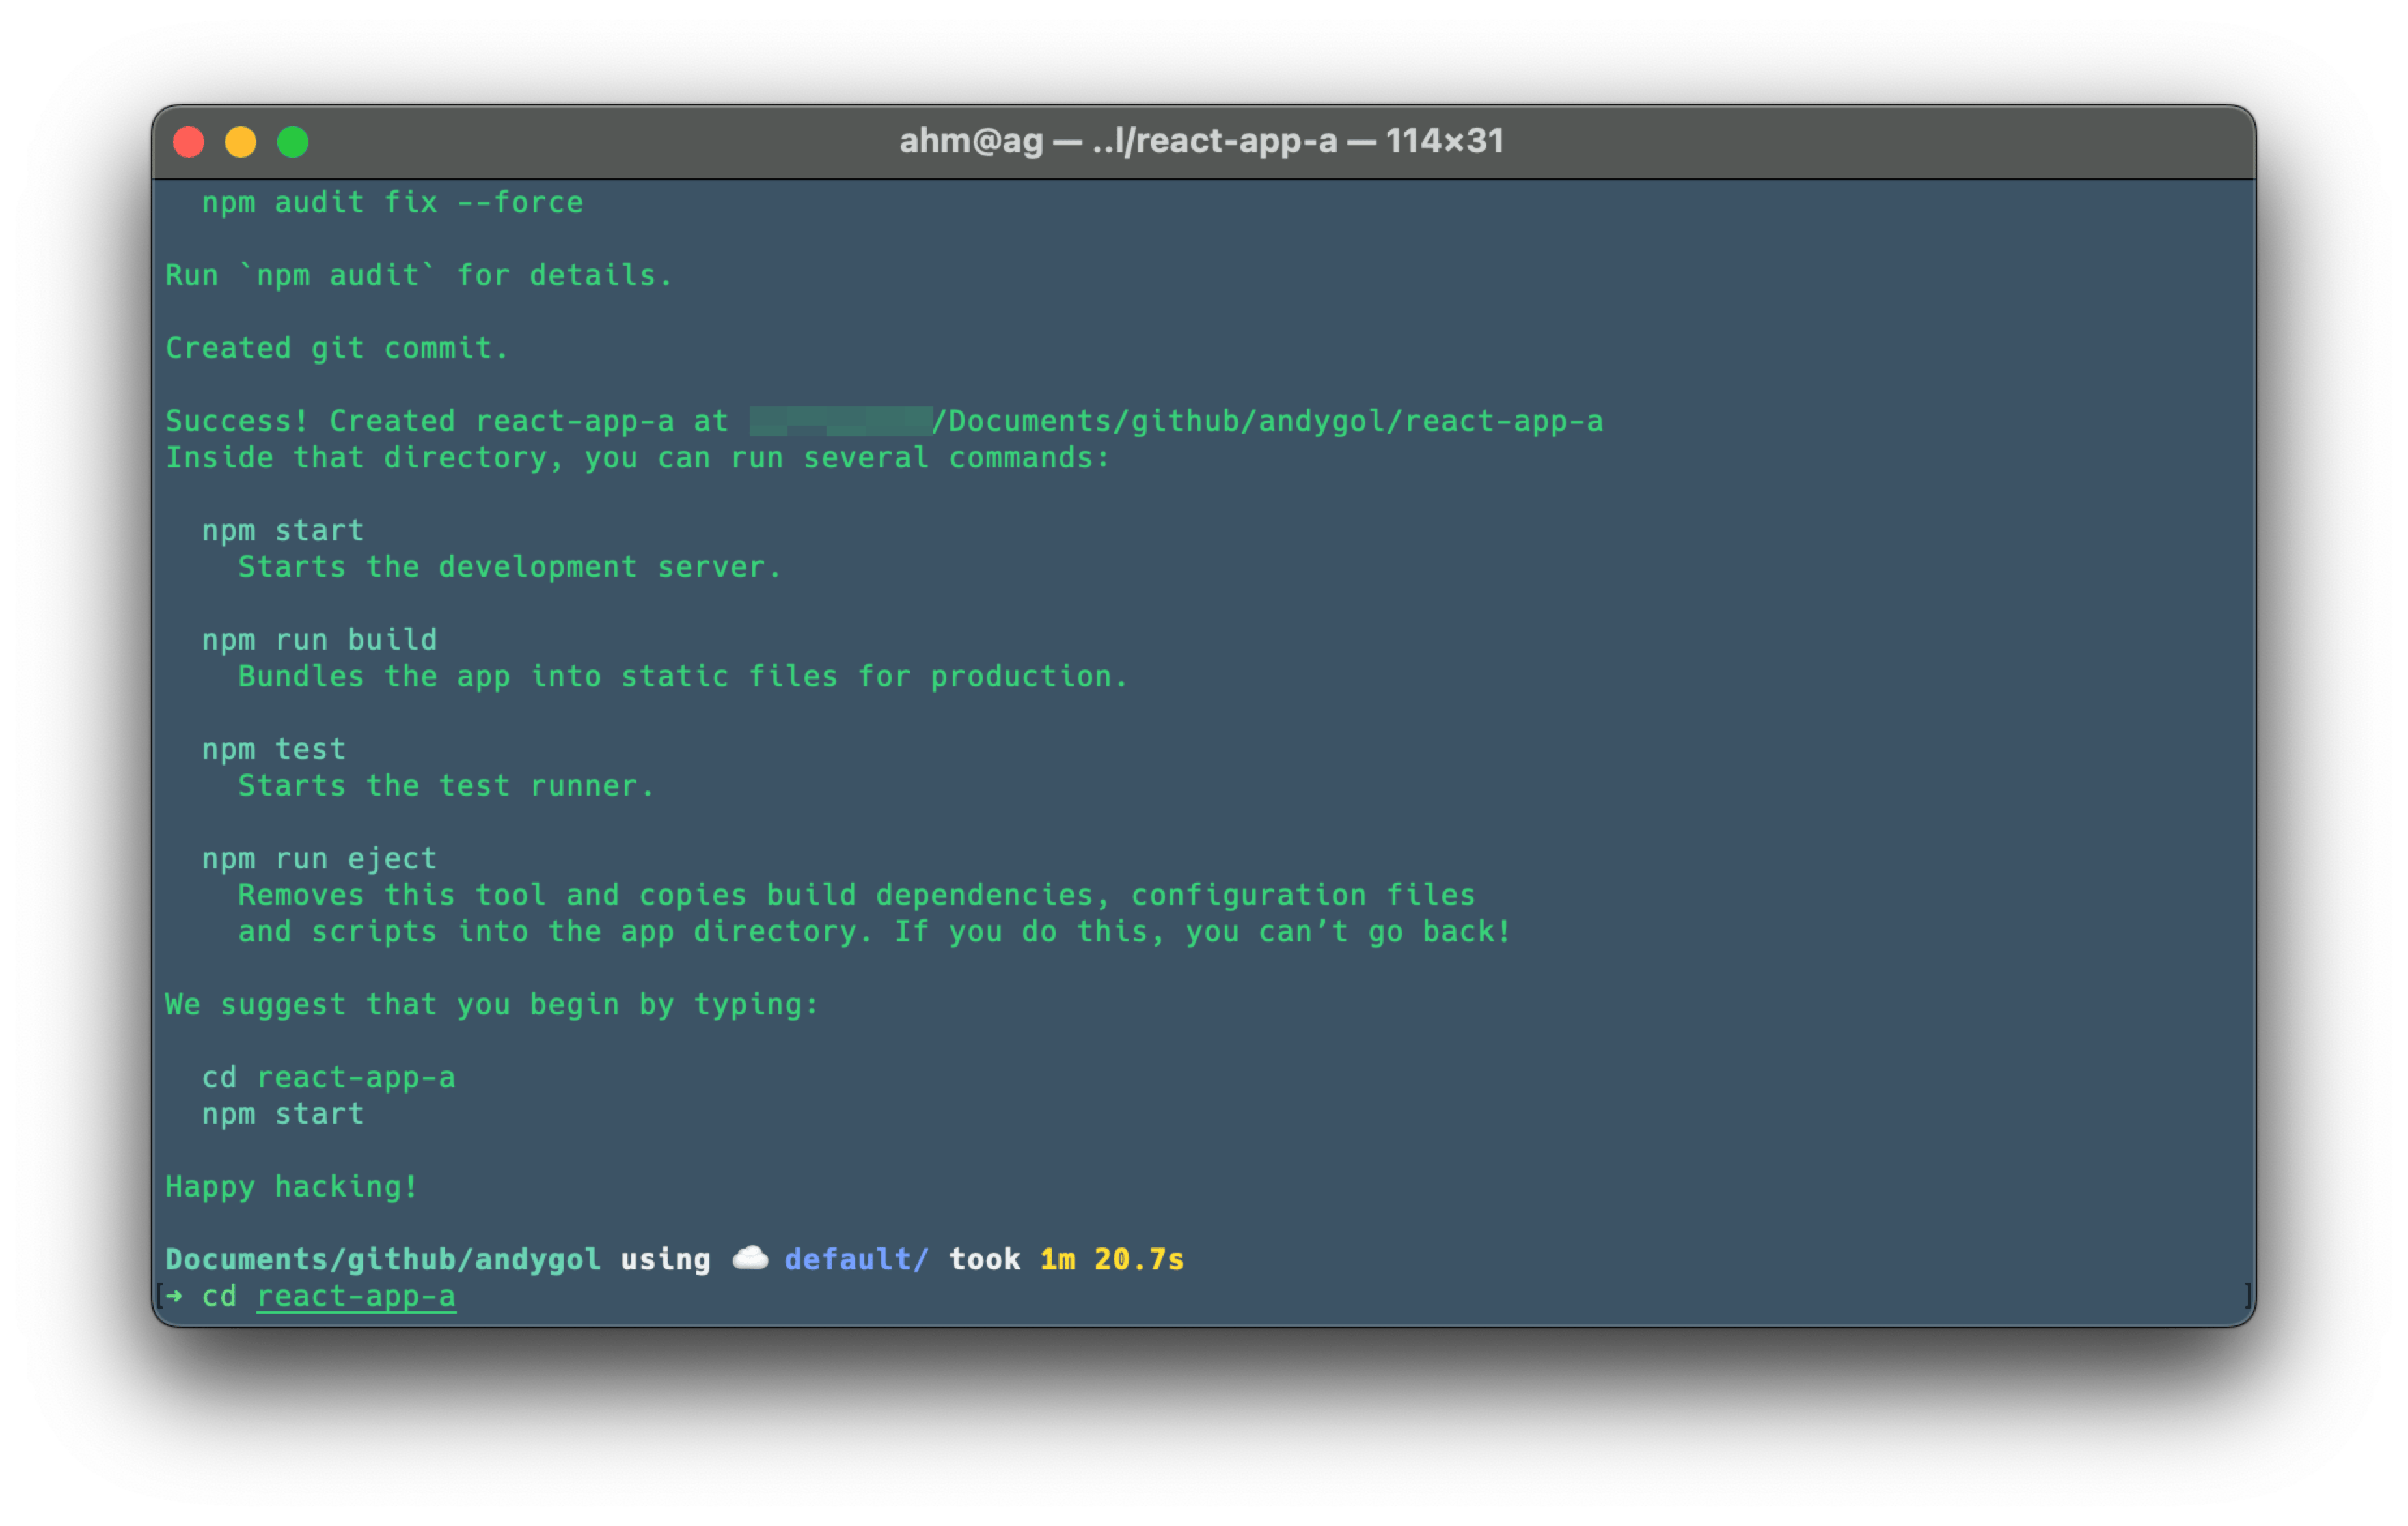 ahm@ag — ..l/react-app-a — 114×31
npm audit fix --force
Run `npm audit` for details.
Created git commit.
Success! Created react-app-a at /Documents/github/andygol/react-app-a
Inside that directory, you can run several commands:
npm start
Starts the development server.
npm run build
Bundles the app into static files for production.
npm test
Starts the test runner.
npm run eject
Removes this tool and copies build dependencies, configuration files
and scripts into the app directory. If you do this, you can’t go back!
We suggest that you begin by typing:
cd react-app-a
npm start
Happy hacking!
Documents/github/andygol using ☁️ default/ took 1m 20.7s
[➜ cd react-app-a ]